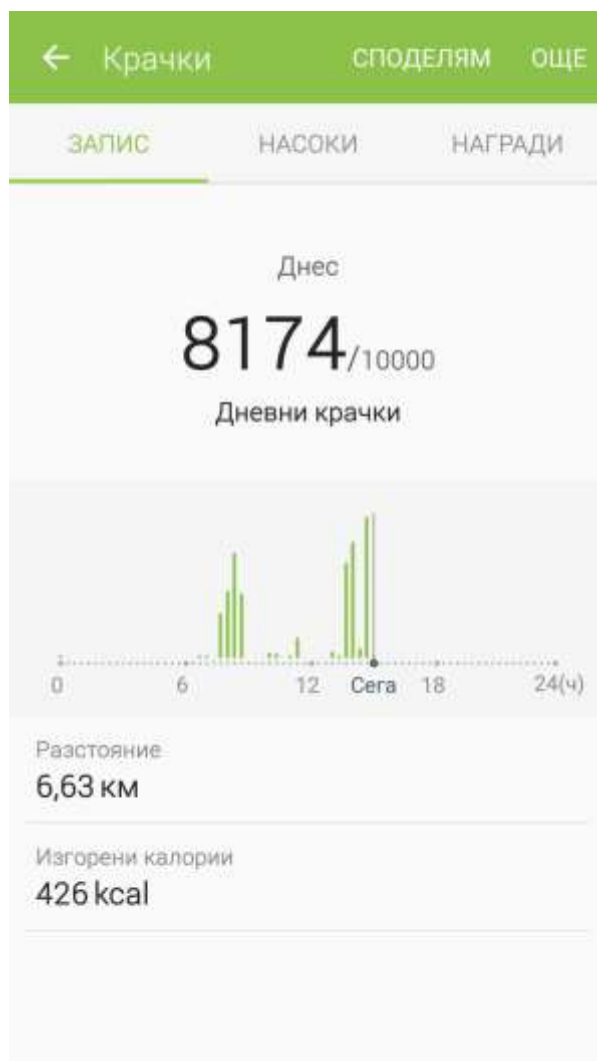 ← Крачки СПОДЕЛЯМ ОЩЕ
ЗАПИС НАСОКИ НАГРАДИ
Днес
8174/10000
Дневни крачки
0 6 12 Сега 18 24(ч)
Разстояние
6,63 км
Изгорени калории
426 kcal